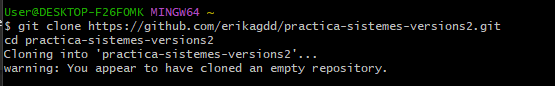 User@DESKTOP-F26FOMK MINGW64 ~
$ git clone https://github.com/erikagdd/practica-sistemes-versions2.git
cd practica-sistemes-versions2
Cloning into 'practica-sistemes-versions2'...
warning: You appear to have cloned an empty repository.